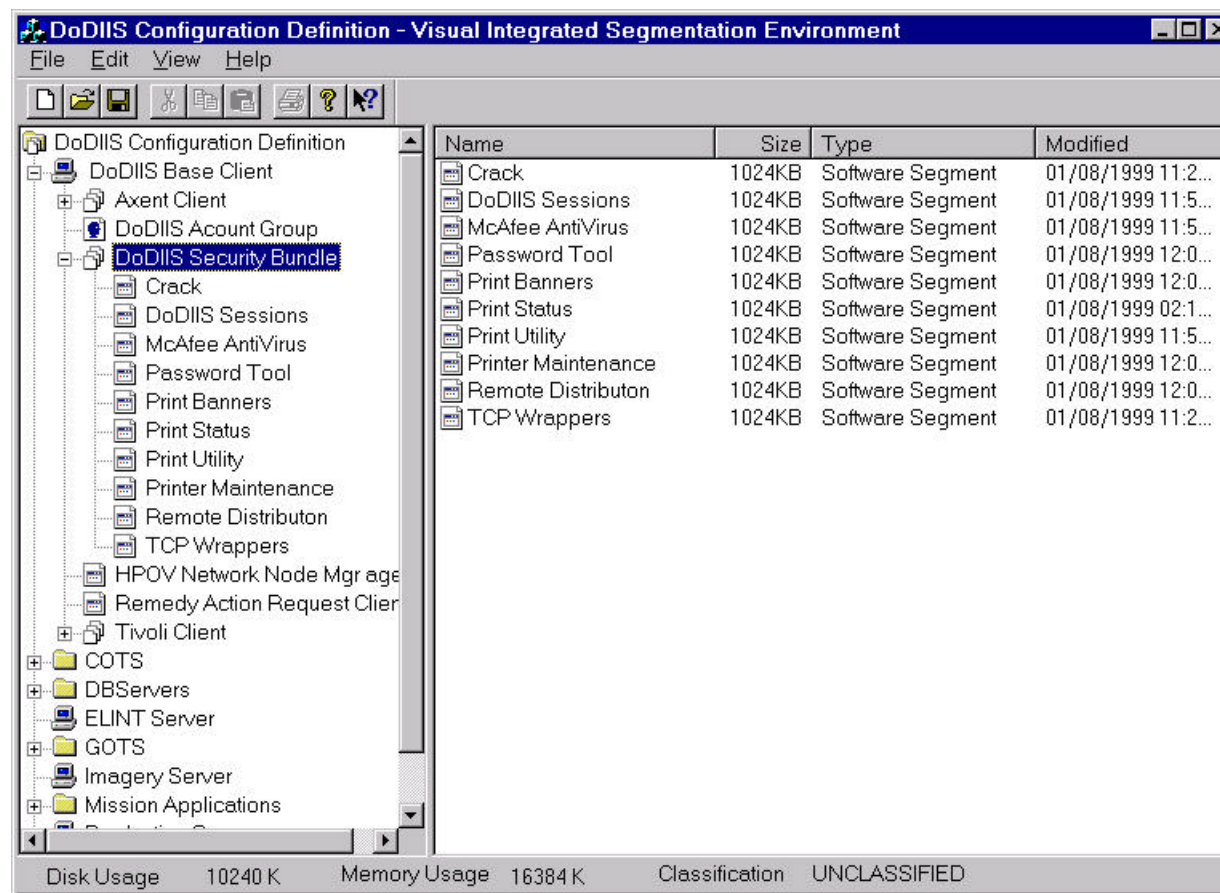 DoDIIS Configuration Definition - Visual Integrated Segmentation Environment
File Edit View Help
DoDIIS Configuration Definition
DoDIIS Base Client
Axent Client
DoDIIS Acount Group
DoDIIS Security Bundle
Crack
DoDIIS Sessions
McAfee AntiVirus
Password Tool
Print Banners
Print Status
Print Utility
Printer Maintenance
Remote Distributon
TCP Wrappers
HPOV Network Node Mgr age
Remedy Action Request Clier
Tivoli Client
COTS
DBServers
ELINT Server
GOTS
Imagery Server
Mission Applications
Name Size Type Modified
Crack 1024KB Software Segment 01/08/1999 11:2...
DoDIIS Sessions 1024KB Software Segment 01/08/1999 11:5...
McAfee AntiVirus 1024KB Software Segment 01/08/1999 11:5...
Password Tool 1024KB Software Segment 01/08/1999 12:0...
Print Banners 1024KB Software Segment 01/08/1999 12:0...
Print Status 1024KB Software Segment 01/08/1999 02:1...
Print Utility 1024KB Software Segment 01/08/1999 11:5...
Printer Maintenance 1024KB Software Segment 01/08/1999 12:0...
Remote Distributon 1024KB Software Segment 01/08/1999 12:0...
TCP Wrappers 1024KB Software Segment 01/08/1999 11:2...
Disk Usage 10240 K Memory Usage 16384 K Classification UNCLASSIFIED